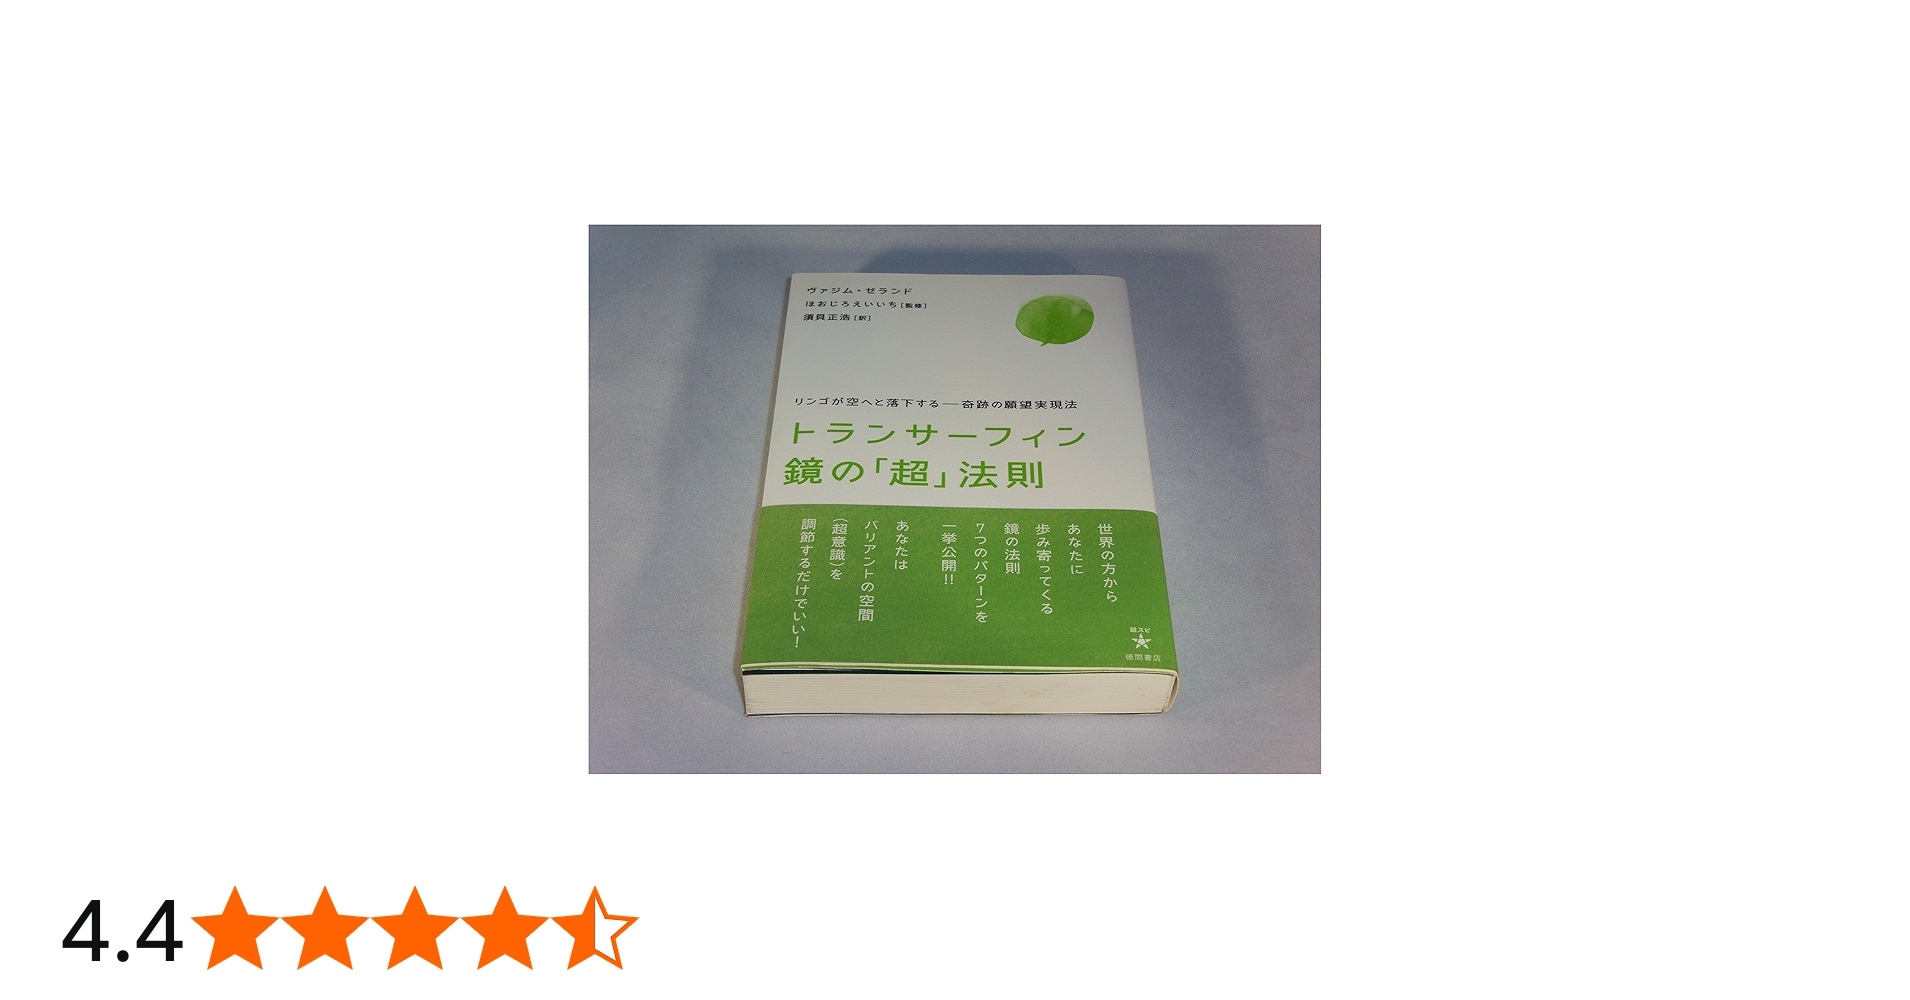 ヴァジム・ゼランド
ほおじろえいいち[監修]
須貝正浩[訳]
リンゴが空へと落下する―奇跡の願望実現法
トランサーフィン
鏡の「超」法則
世界の方から
あなたに
歩み寄ってくる
鏡の法則
7つのパターンを
一挙公開!!
あなたは
バリアントの空間
(超意識)を
調節するだけでいい!
超スピ
徳間書店
4.4